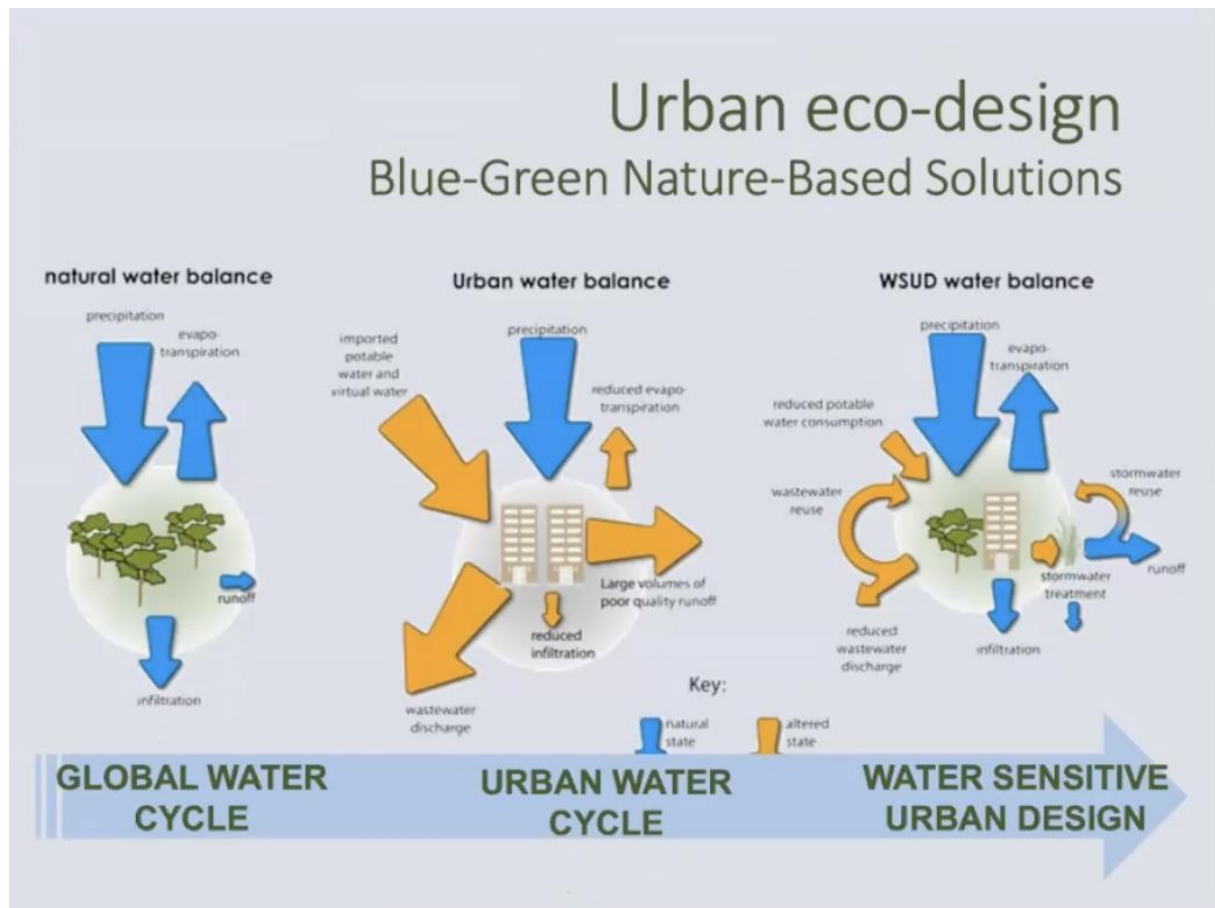 Urban eco-design
Blue-Green Nature-Based Solutions
natural water balance
precipitation
evapo-
transpiration
runoff
infiltration
Urban water balance
imported
potable
water and
virtual water
precipitation
reduced evapo-
transpiration
Large volumes of
poor quality runoff
reduced
infiltration
wastewater
discharge
WSUD water balance
precipitation
evapo-
transpiration
reduced potable
water consumption
wastewater
reuse
stormwater
reuse
runoff
stormwater
treatment
reduced
wastewater
discharge
infiltration
Key:
natural
state
altered
state
GLOBAL WATER
CYCLE
URBAN WATER
CYCLE
WATER SENSITIVE
URBAN DESIGN